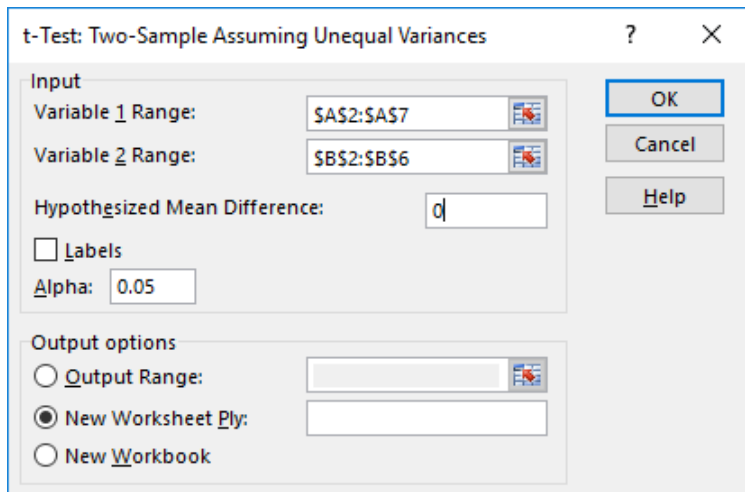 t-Test: Two-Sample Assuming Unequal Variances ?
Input
Variable 1 Range: $A$2:$A$7
Variable 2 Range: $B$2:$B$6
Hypothesized Mean Difference: 0
Labels
Alpha: 0.05
OK
Cancel
Help
Output options
Output Range:
New Worksheet Ply:
New Workbook